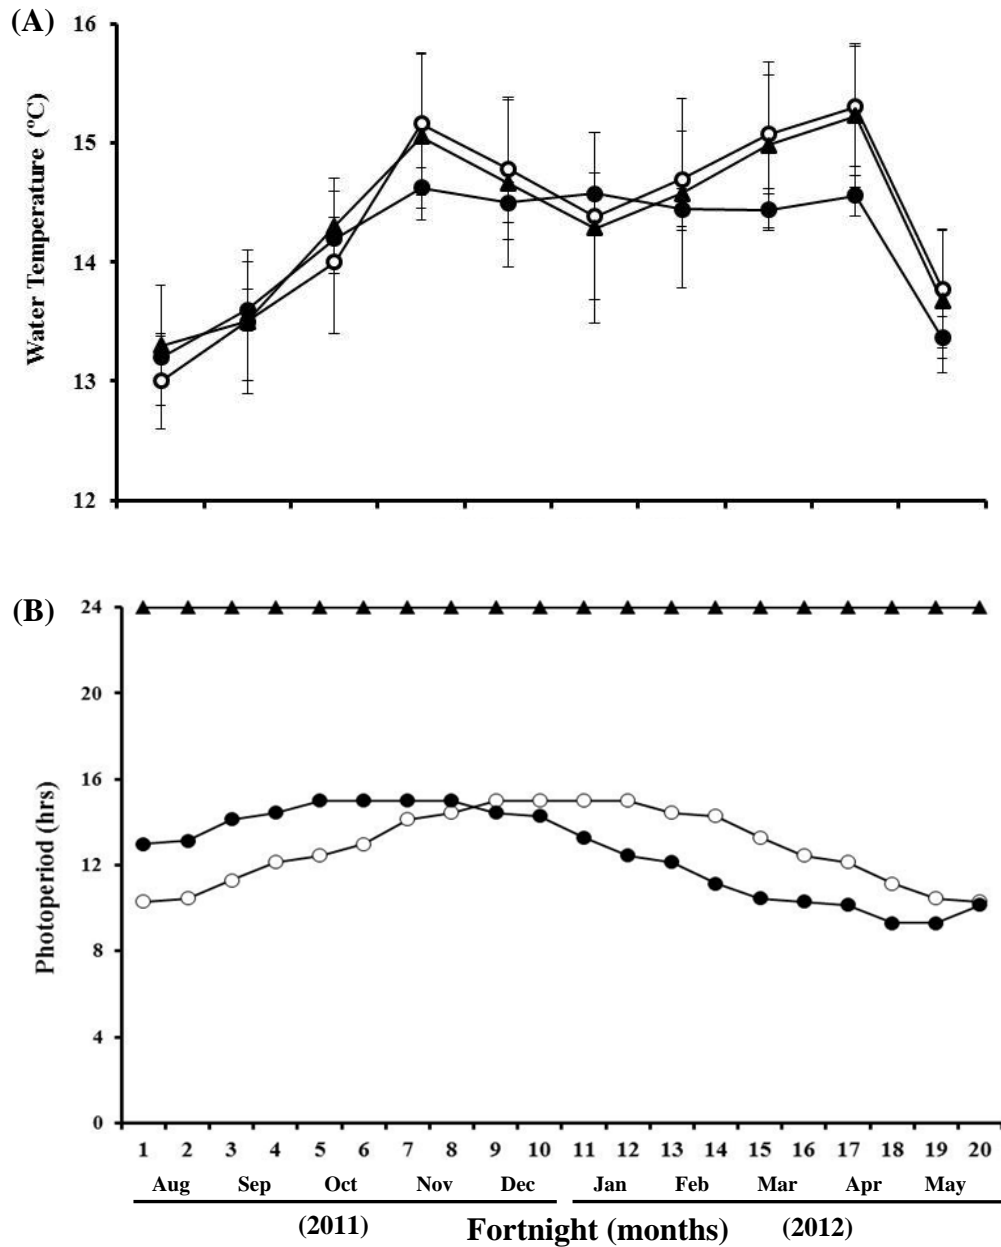 (A)
16
15
14
13
12
Water Temperature (ºC)
(B)
24
20
16
12
8
4
0
Photoperiod (hrs)
1 2 3 4 5 6 7 8 9 10 11 12 13 14 15 16 17 18 19 20
Aug Sep Oct Nov Dec Jan Feb Mar Apr May
(2011) Fortnight (months) (2012)